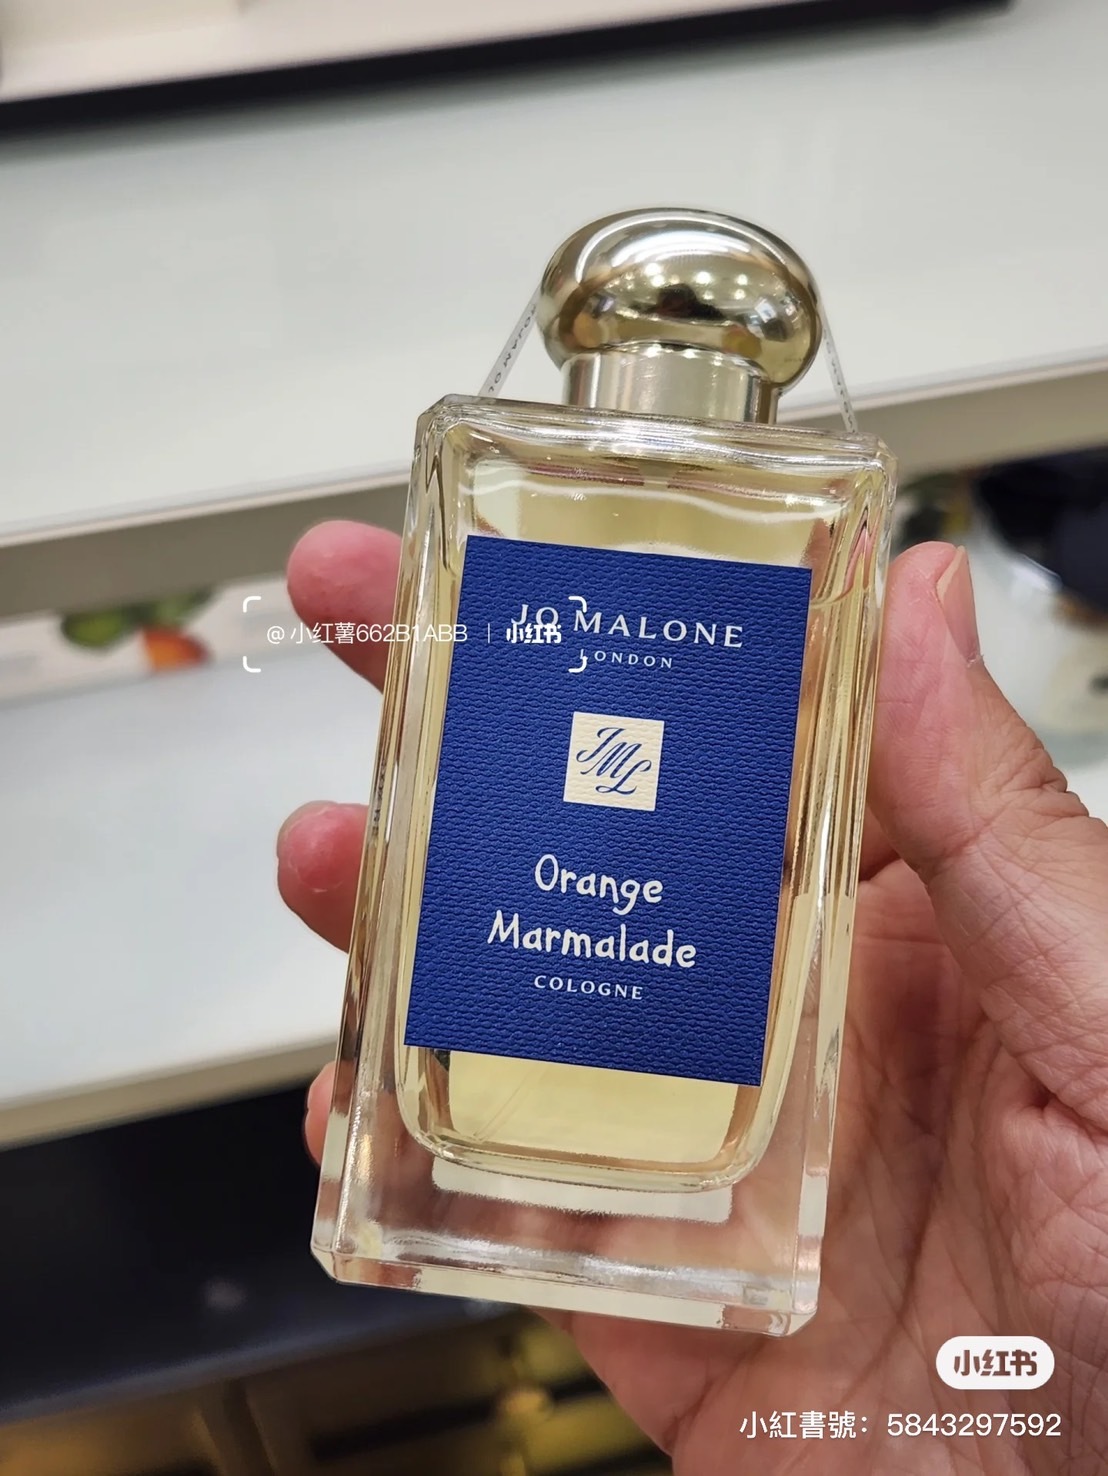 JO MALONE
LONDON
@小红薯662B1ABB | 小红书
JML
Orange
Marmalade
COLOGNE
小红书
小紅書號：5843297592